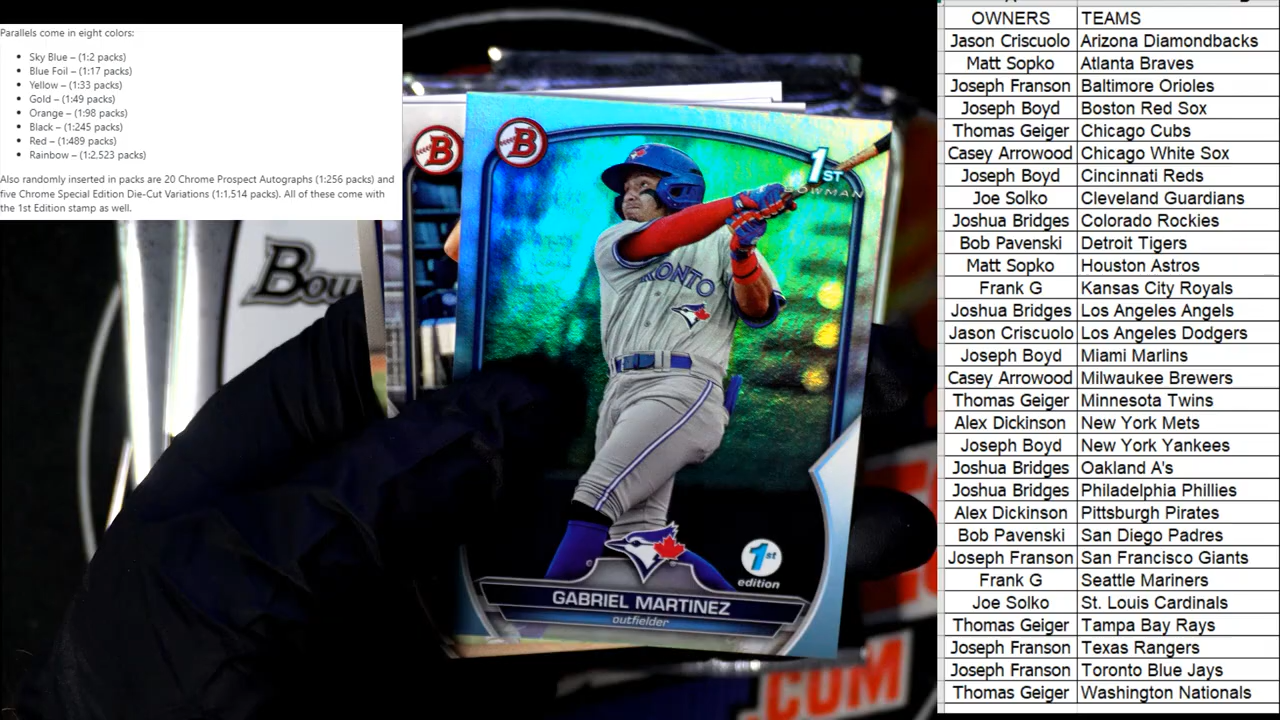 Parallels come in eight colors:
Sky Blue – (1:2 packs)
Blue Foil – (1:17 packs)
Yellow – (1:33 packs)
Gold – (1:49 packs)
Orange – (1:98 packs)
Black – (1:245 packs)
Red – (1:489 packs)
Rainbow – (1:2,523 packs)
Also randomly inserted in packs are 20 Chrome Prospect Autographs (1:256 packs) and
five Chrome Special Edition Die-Cut Variations (1:1,514 packs). All of these come with
the 1st Edition stamp as well.
B
B
1ST
BOWMAN
Bow
TORONTO
1st
edition
GABRIEL MARTINEZ
outfielder
.COM
OWNERS TEAMS
Jason Criscuolo Arizona Diamondbacks
Matt Sopko Atlanta Braves
Joseph Franson Baltimore Orioles
Joseph Boyd Boston Red Sox
Thomas Geiger Chicago Cubs
Casey Arrowood Chicago White Sox
Joseph Boyd Cincinnati Reds
Joe Solko Cleveland Guardians
Joshua Bridges Colorado Rockies
Bob Pavenski Detroit Tigers
Matt Sopko Houston Astros
Frank G Kansas City Royals
Joshua Bridges Los Angeles Angels
Jason Criscuolo Los Angeles Dodgers
Joseph Boyd Miami Marlins
Casey Arrowood Milwaukee Brewers
Thomas Geiger Minnesota Twins
Alex Dickinson New York Mets
Joseph Boyd New York Yankees
Joshua Bridges Oakland A's
Joshua Bridges Philadelphia Phillies
Alex Dickinson Pittsburgh Pirates
Bob Pavenski San Diego Padres
Joseph Franson San Francisco Giants
Frank G Seattle Mariners
Joe Solko St. Louis Cardinals
Thomas Geiger Tampa Bay Rays
Joseph Franson Texas Rangers
Joseph Franson Toronto Blue Jays
Thomas Geiger Washington Nationals